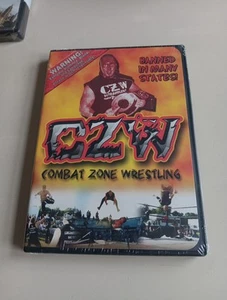 WARNING!
BANNED
IN MANY
STATES!
CZW
CZW
COMBAT ZONE WRESTLING